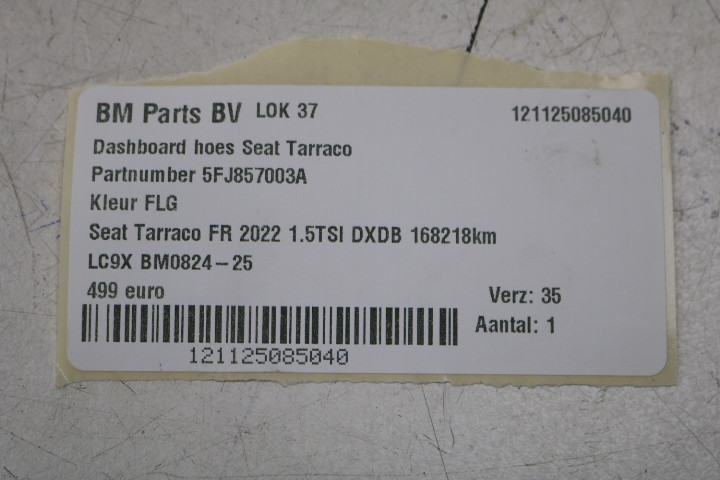 BM Parts BV LOK 37 121125085040
Dashboard hoes Seat Tarraco
Partnumber 5FJ857003A
Kleur FLG
Seat Tarraco FR 2022 1.5TSI DXDB 168218km
LC9X BM0824-25
499 euro Verz: 35
Aantal: 1
121125085040